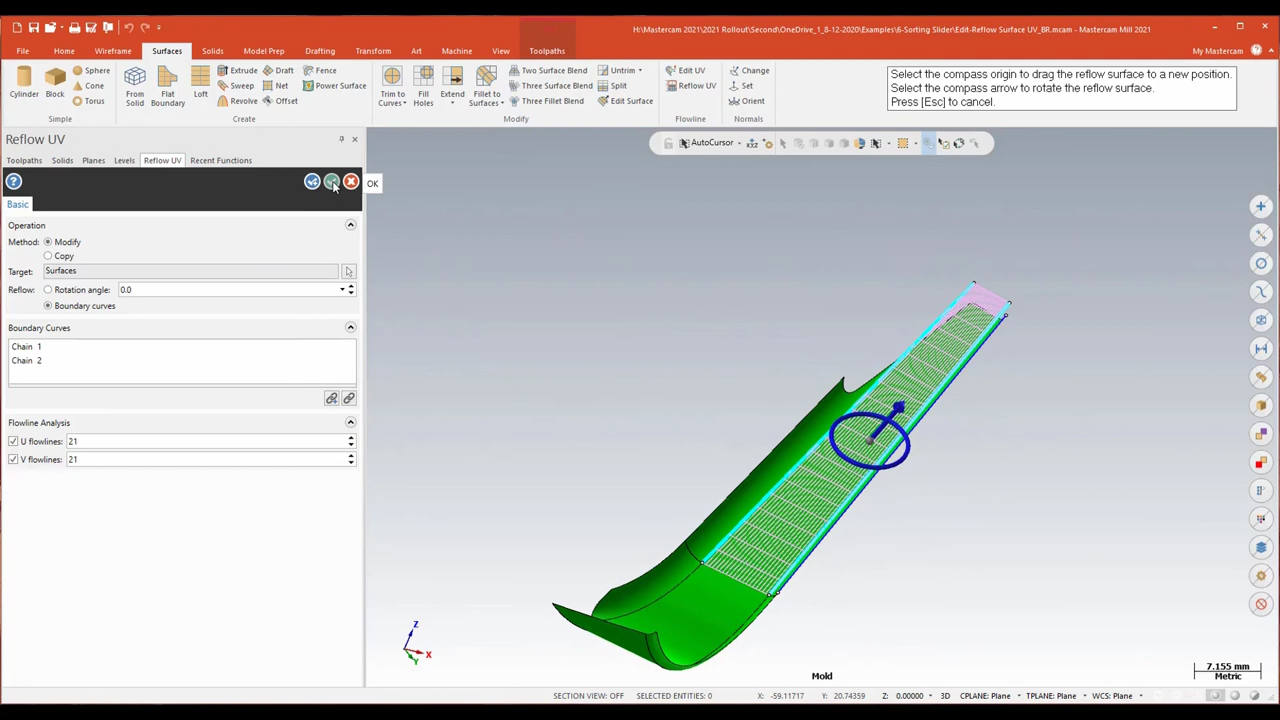 H:\Mastercam 2021\2021 Rollout\Second\OneDrive_1_8-12-2020\Examples\6-Sorting Slider\Edit-Reflow Surface UV_BR.mcam - Mastercam Mill 2021
File Home Wireframe Surfaces Solids Model Prep Drafting Transform Art Machine View Toolpaths My Mastercam
Sphere Extrude Draft Fence Two Surface Blend Untrim Edit UV Change
Cone Sweep Net Power Surface Three Surface Blend Split Reflow UV Set
Torus Revolve Offset Three Fillet Blend Edit Surface Orient
Cylinder Block From Solid Flat Boundary Loft Trim to Curves Fill Holes Extend Fillet to Surfaces
Simple Create Modify Flowline Normals
Select the compass origin to drag the reflow surface to a new position.
Select the compass arrow to rotate the reflow surface.
Press [Esc] to cancel.
Reflow UV
Toolpaths Solids Planes Levels Reflow UV Recent Functions
AutoCursor
OK
Basic
Operation
Method: Modify
Copy
Target: Surfaces
Reflow: Rotation angle: 0.0
Boundary curves
Boundary Curves
Chain 1
Chain 2
Flowline Analysis
U flowlines: 21
V flowlines: 21
Z
X
Y
Mold
7.155 mm
Metric
SECTION VIEW: OFF SELECTED ENTITIES: 0 X: -59.11717 Y: 20.74359 Z: 0.00000 3D CPLANE: Plane TPLANE: Plane WCS: Plane